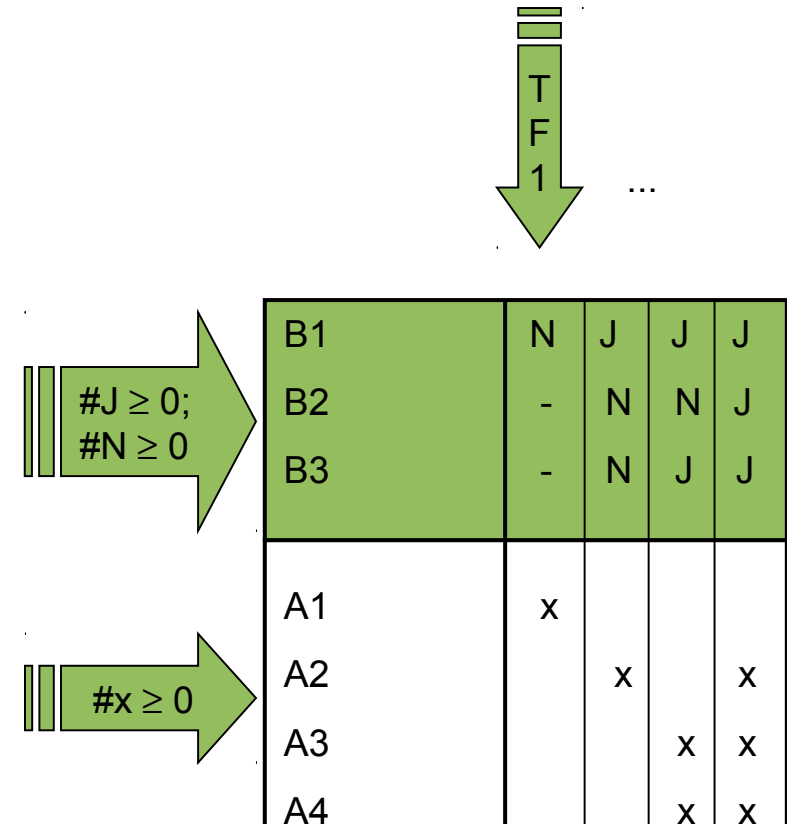 T
F
1
...
#J ≥ 0;
#N ≥ 0
B1 N J J J
B2 - N N J
B3 - N J J
A1 x
#x ≥ 0
A2 x x
A3 x x
A4 x x